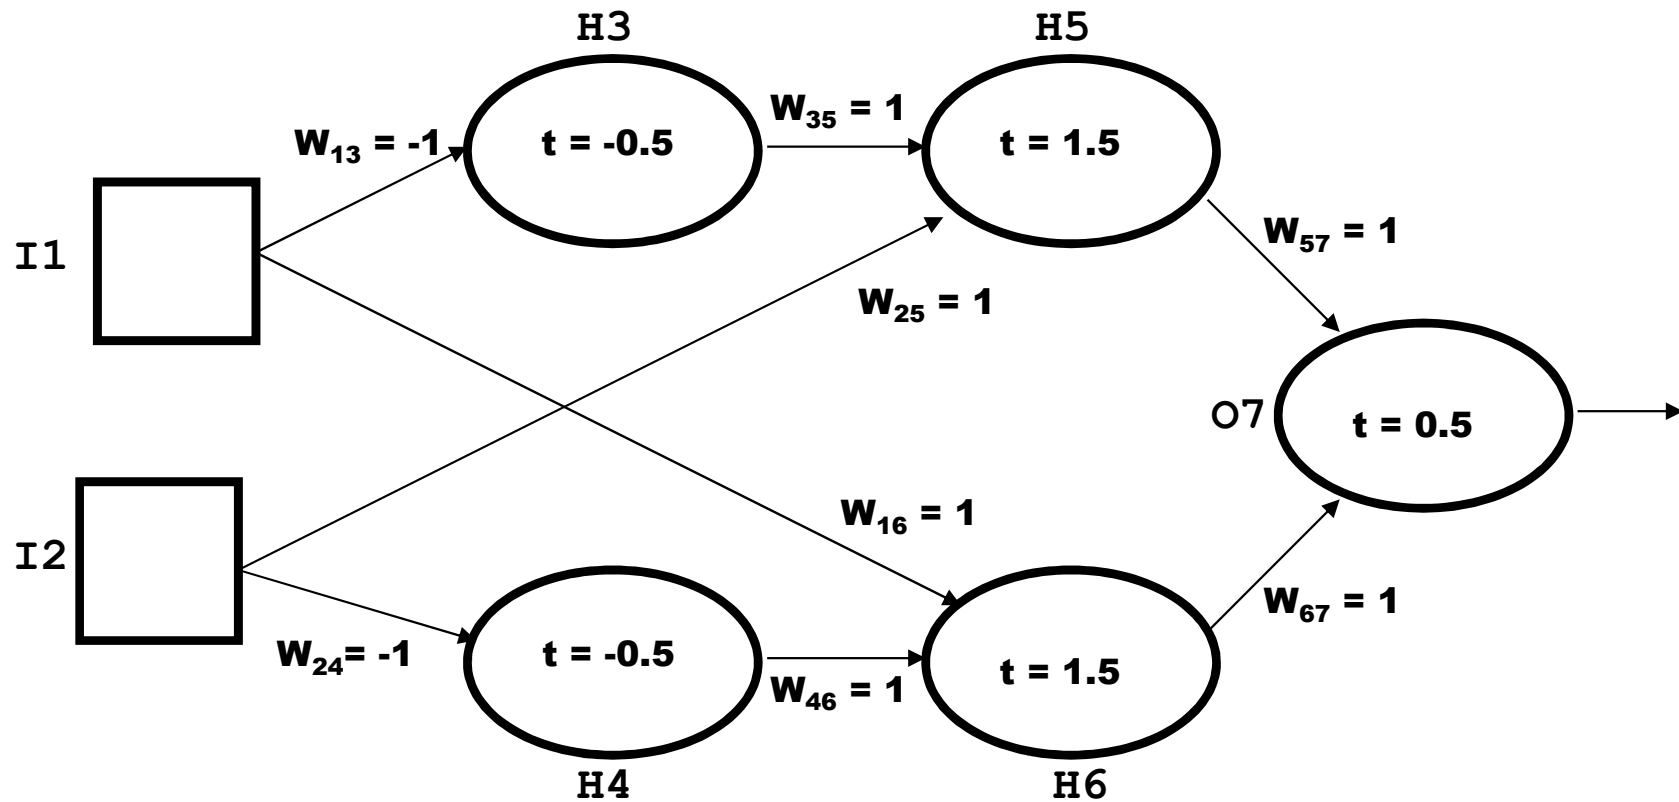 H3
H5
W₃₅ = 1
W₁₃ = -1
t = -0.5
t = 1.5
W₅₇ = 1
I1
W₂₅ = 1
O7
t = 0.5
W₁₆ = 1
I2
W₆₇ = 1
W₂₄= -1
t = -0.5
t = 1.5
W₄₆ = 1
H4
H6